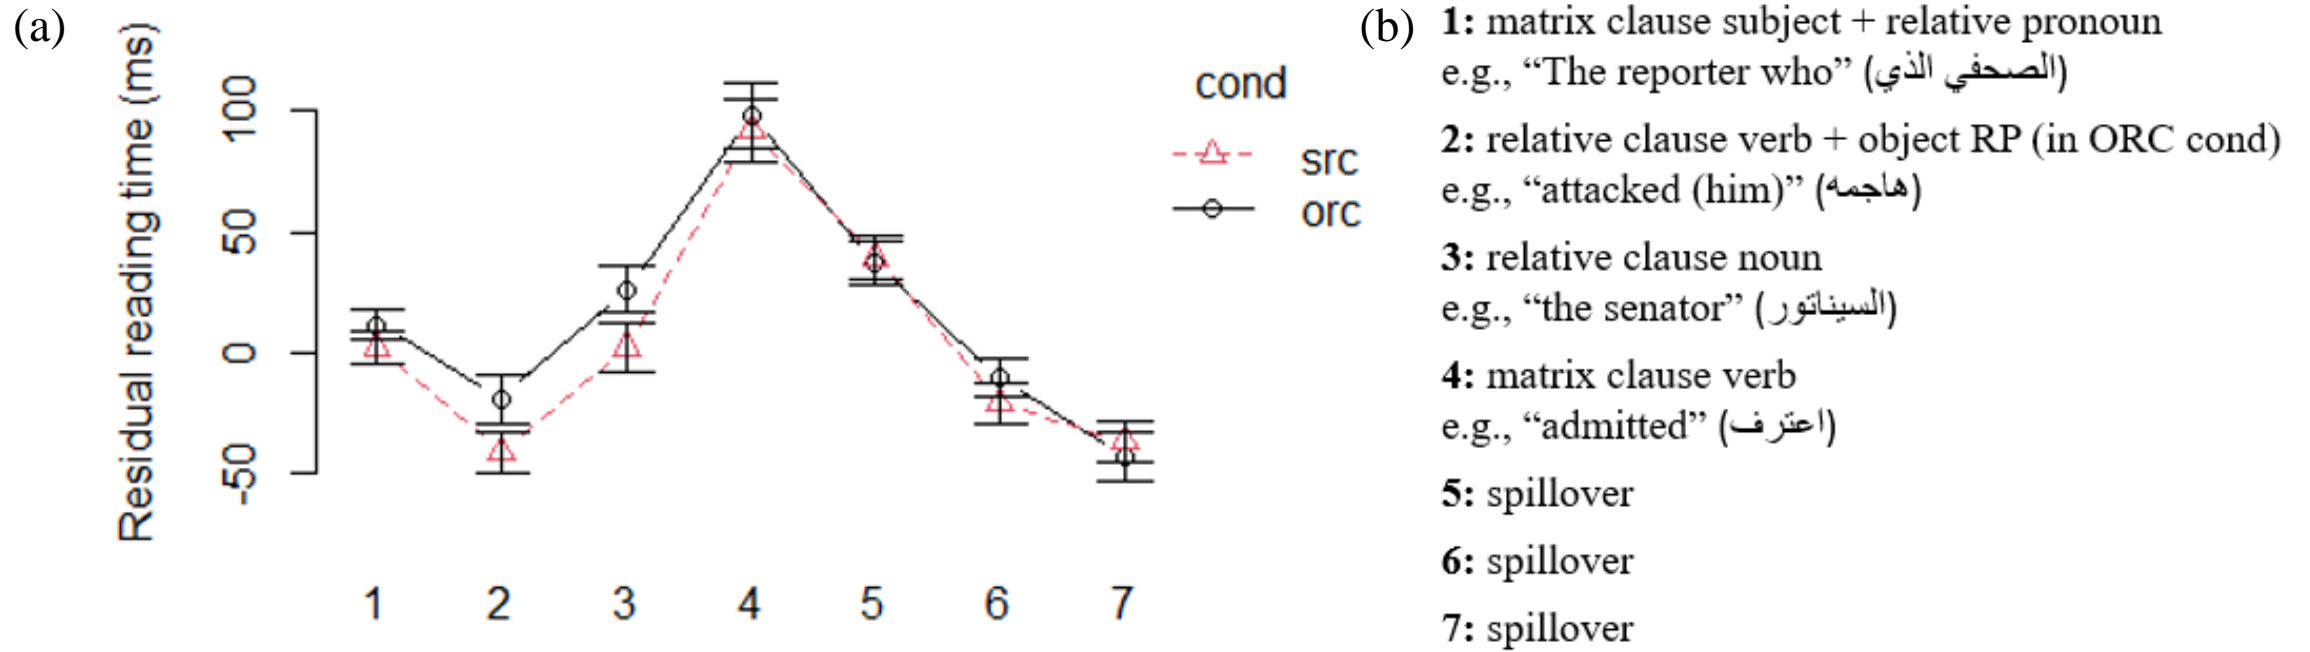 (a)
Residual reading time (ms)
100
50
0
-50
1 2 3 4 5 6 7
cond
src
orc
(b)
1: matrix clause subject + relative pronoun
e.g., “The reporter who” (الصحفي الذي)
2: relative clause verb + object RP (in ORC cond)
e.g., “attacked (him)” (هاجمه)
3: relative clause noun
e.g., “the senator” (السيناتور)
4: matrix clause verb
e.g., “admitted” (اعترف)
5: spillover
6: spillover
7: spillover